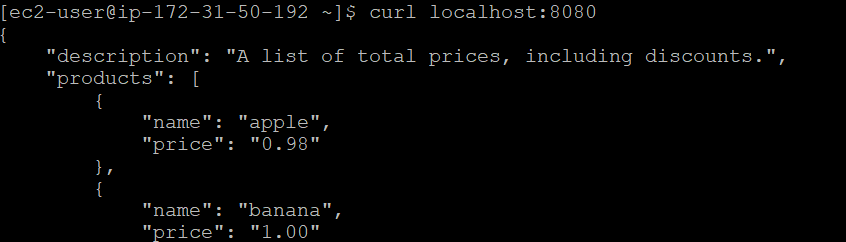 [ec2-user@ip-172-31-50-192 ~]$ curl localhost:8080
{
    "description": "A list of total prices, including discounts.",
    "products": [
        {
            "name": "apple",
            "price": "0.98"
        },
        {
            "name": "banana",
            "price": "1.00"